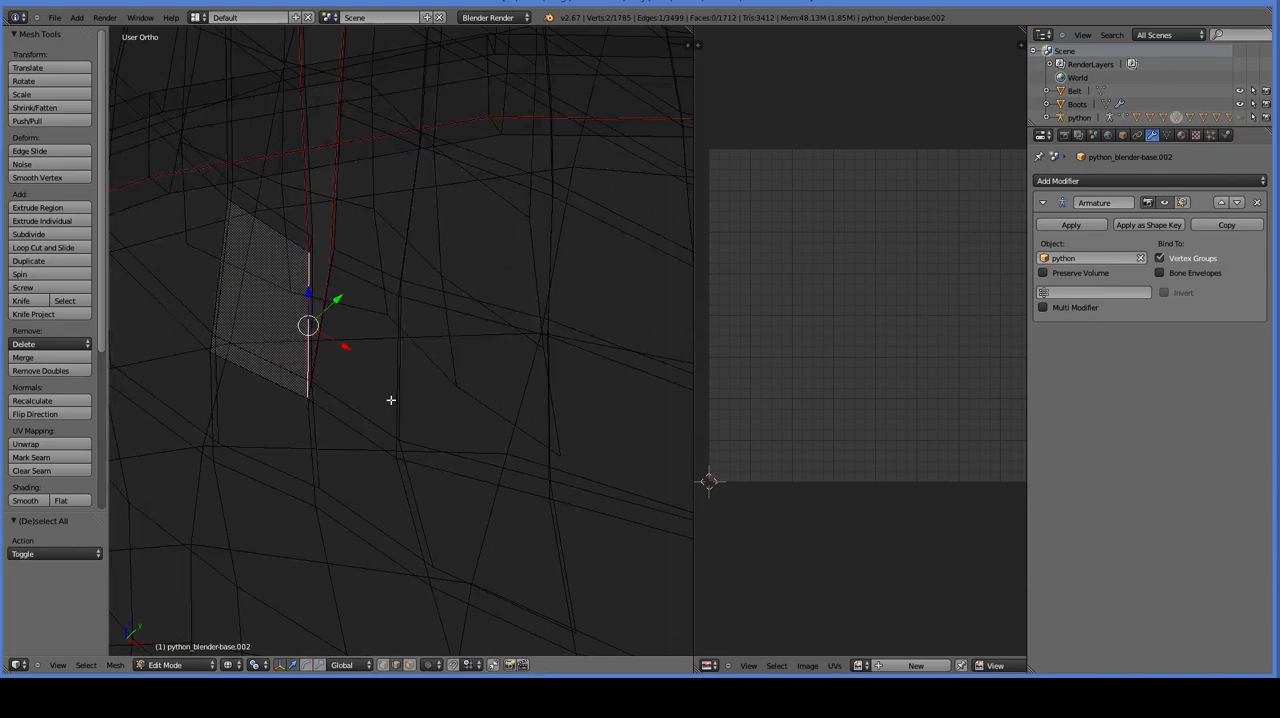 File Add Render Window Help Default Scene Blender Render v2.67 | Verts:2/1785 | Edges:1/3499 | Faces:0/1712 | Tris:3412 | Mem:48.13M (1.85M) | python_blender-base.002
Mesh Tools
Transform:
Translate
Rotate
Scale
Shrink/Fatten
Push/Pull
Deform:
Edge Slide
Noise
Smooth Vertex
Add:
Extrude Region
Extrude Individual
Subdivide
Loop Cut and Slide
Duplicate
Spin
Screw
Knife Select
Knife Project
Remove:
Delete
Merge
Remove Doubles
Normals:
Recalculate
Flip Direction
UV Mapping:
Unwrap
Mark Seam
Clear Seam
Shading:
Smooth Flat
(De)select All
Action
Toggle
User Ortho
(1) python_blender-base.002
View Select Mesh Edit Mode Global
View Select Image UVs New View
View Search All Scenes
Scene
RenderLayers
World
Belt
Boots
python
python_blender-base.002
Add Modifier
Armature
Apply Apply as Shape Key Copy
Object: Bind To:
python Vertex Groups
Preserve Volume Bone Envelopes
Invert
Multi Modifier